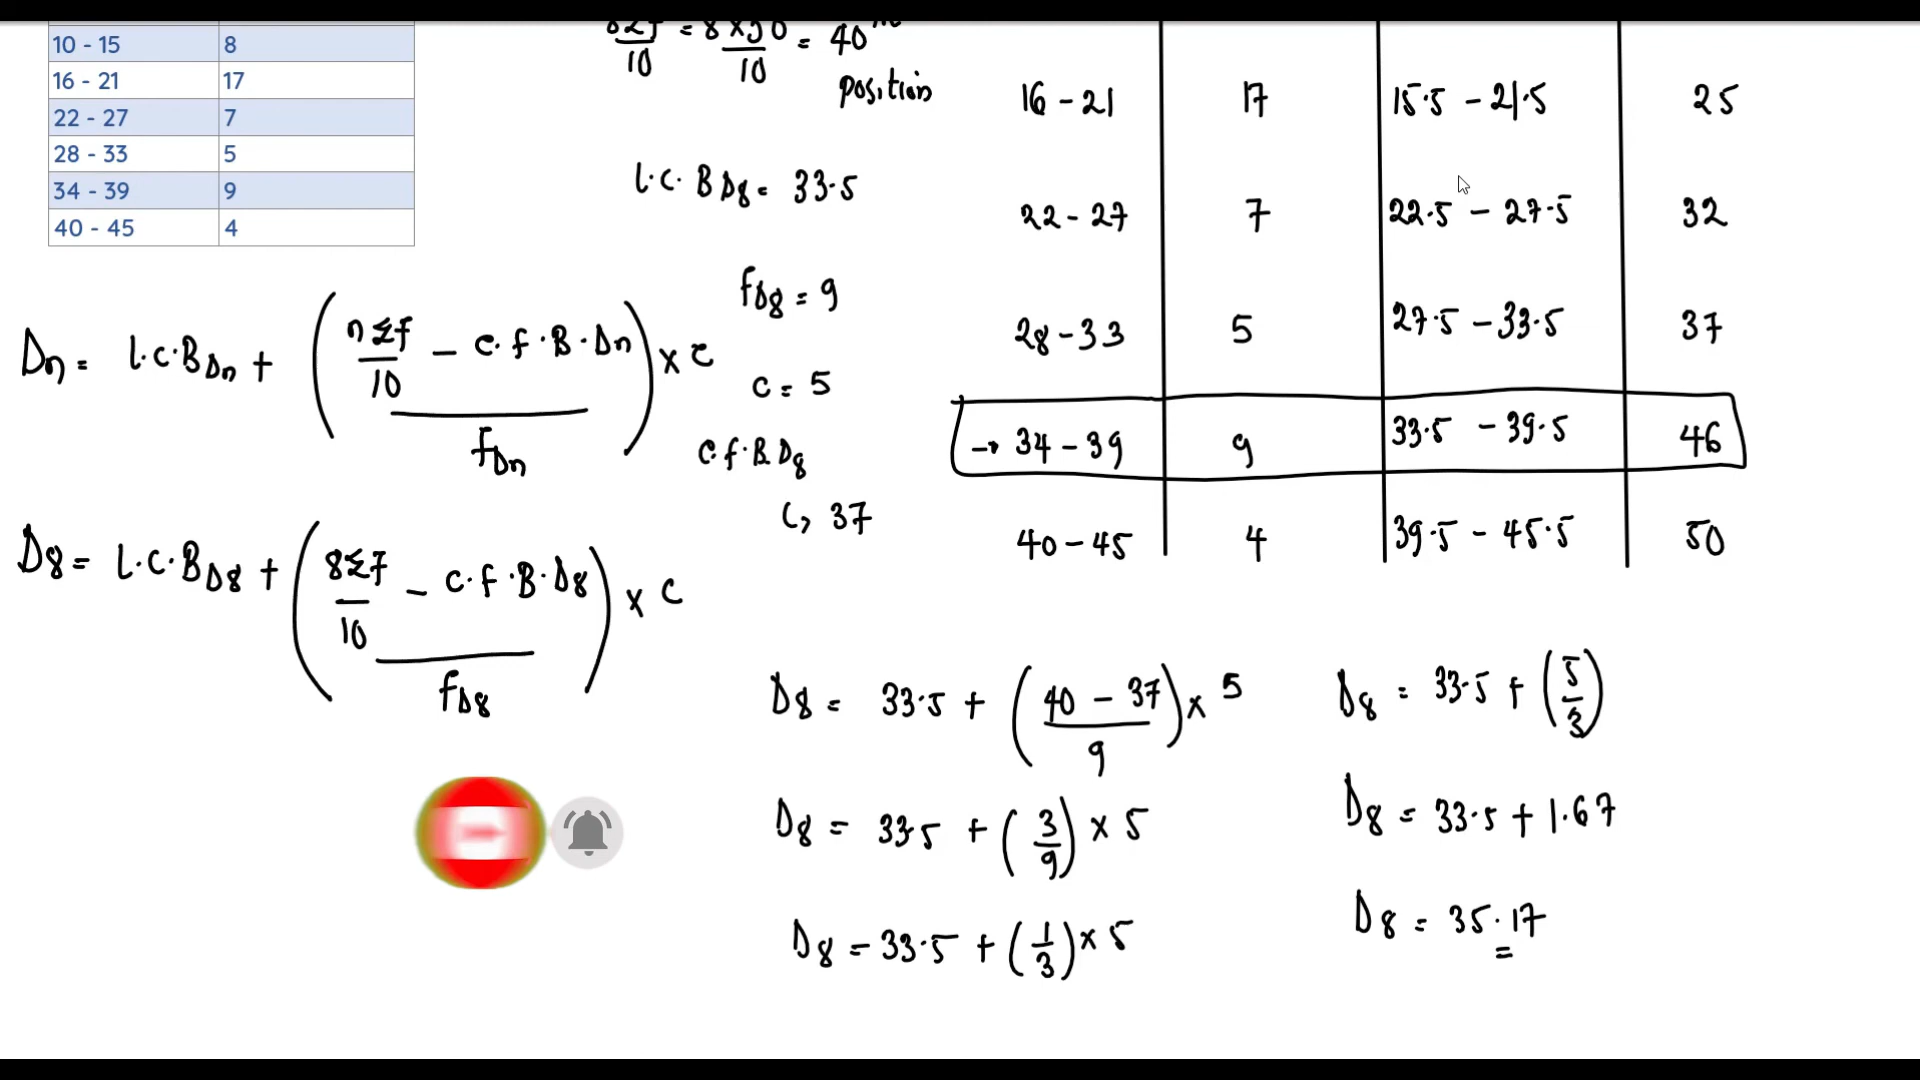 10 - 15 8
16 - 21 17
22 - 27 7
28 - 33 5
34 - 39 9
40 - 45 4
Dn = l.c.B Dn + ( n Σf / 10 - c.f.B.Dn / fDn ) x c
D8 = l.c.B D8 + ( 8Σf / 10 - c.f.B.D8 / fD8 ) x c
8Σf / 10 = 8 x 50 / 10 = 40th
position
l.c.B D8 = 33.5
fD8 = 9
c = 5
c.f.B.D8
37
16 - 21 17 15.5 - 21.5 25
22 - 27 7 22.5 - 27.5 32
28 - 33 5 27.5 - 33.5 37
→ 34 - 39 9 33.5 - 39.5 46
40 - 45 4 39.5 - 45.5 50
D8 = 33.5 + ( 40 - 37 / 9 ) x 5
D8 = 33.5 + ( 3 / 9 ) x 5
D8 = 33.5 + ( 1 / 3 ) x 5
D8 = 33.5 + ( 5 / 3 )
D8 = 33.5 + 1.67
D8 = 35.17